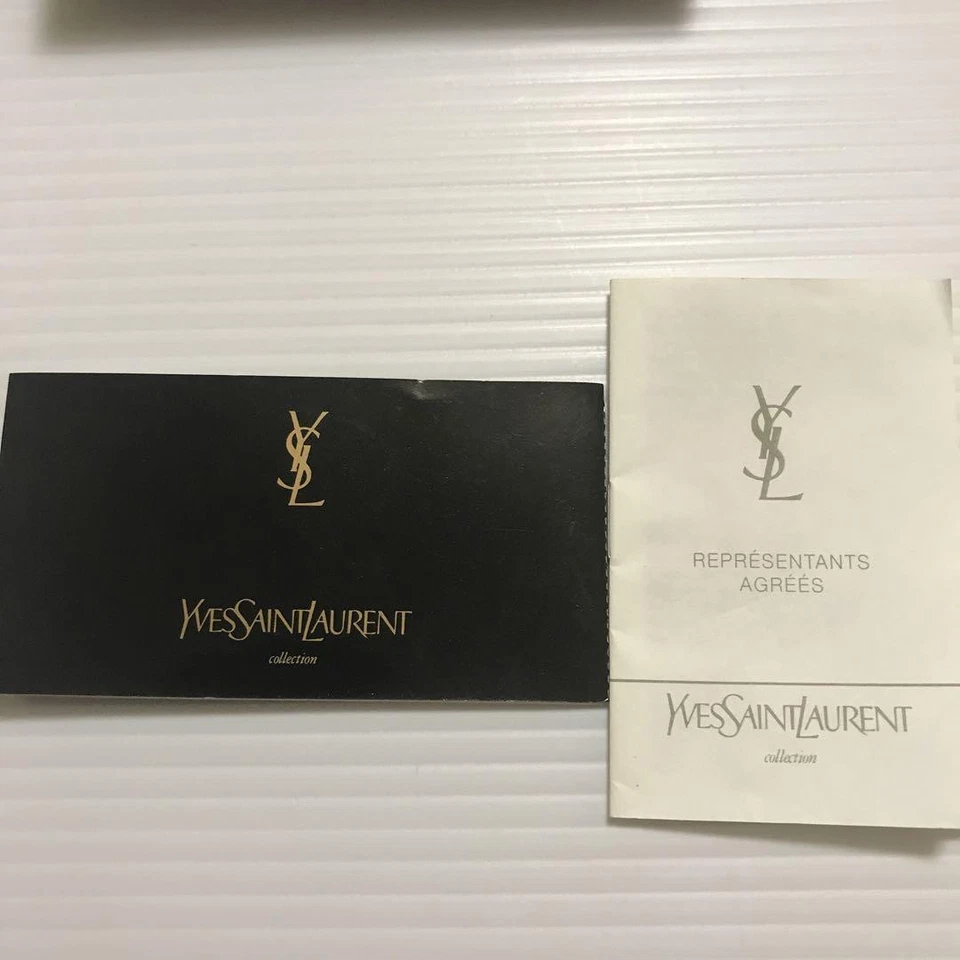 YSL
YVESSAINTLAURENT
collection
YSL
REPRÉSENTANTS
AGRÉÉS
YVESSAINTLAURENT
collection